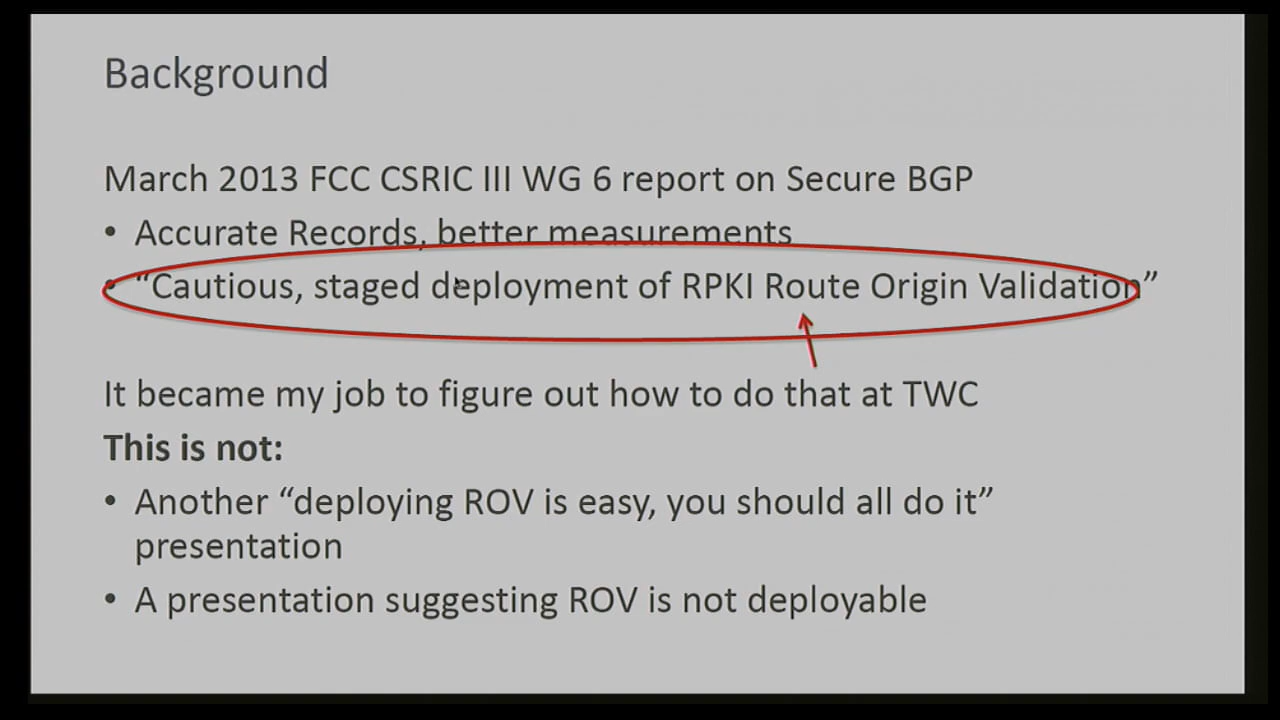 Background
March 2013 FCC CSRIC III WG 6 report on Secure BGP
• Accurate Records, better measurements
• “Cautious, staged deployment of RPKI Route Origin Validation”
It became my job to figure out how to do that at TWC
This is not:
• Another “deploying ROV is easy, you should all do it”
presentation
• A presentation suggesting ROV is not deployable